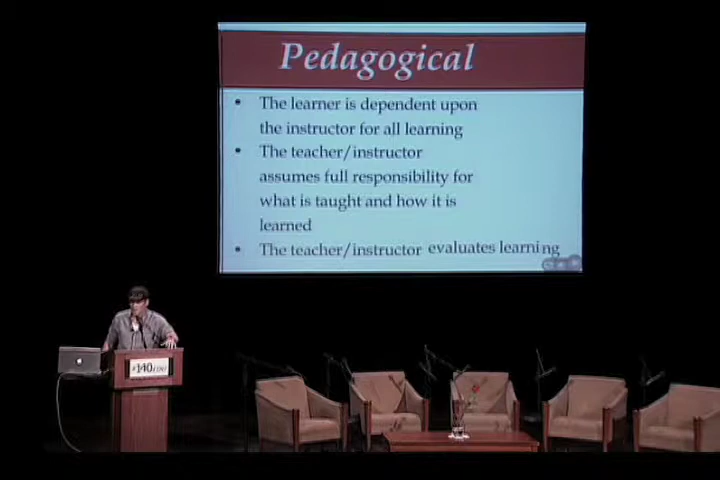 Pedagogical
• The learner is dependent upon
the instructor for all learning
• The teacher/instructor
assumes full responsibility for
what is taught and how it is
learned
• The teacher/instructor evaluates learning
#140